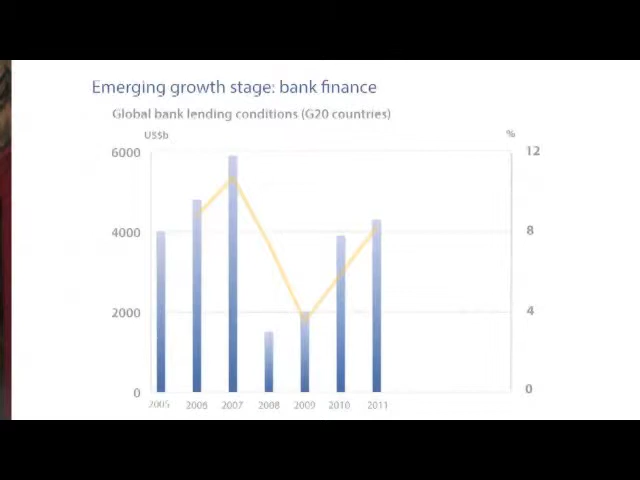 Emerging growth stage: bank finance
Global bank lending conditions (G20 countries)
US$b
%
6000
12
4000
8
2000
4
0
0
2005 2006 2007 2008 2009 2010 2011